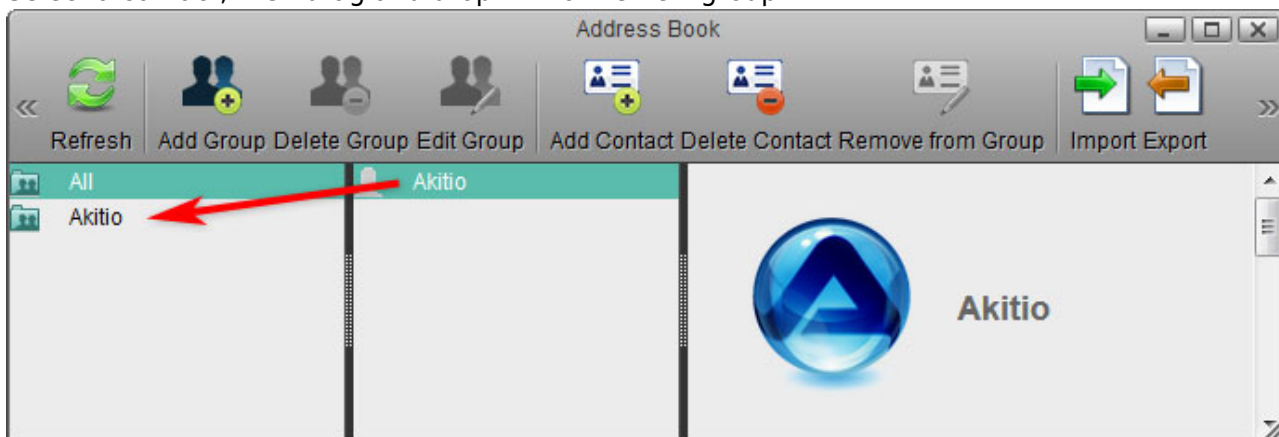 Address Book
Refresh Add Group Delete Group Edit Group Add Contact Delete Contact Remove from Group Import Export
All Akitio
Akitio
Akitio